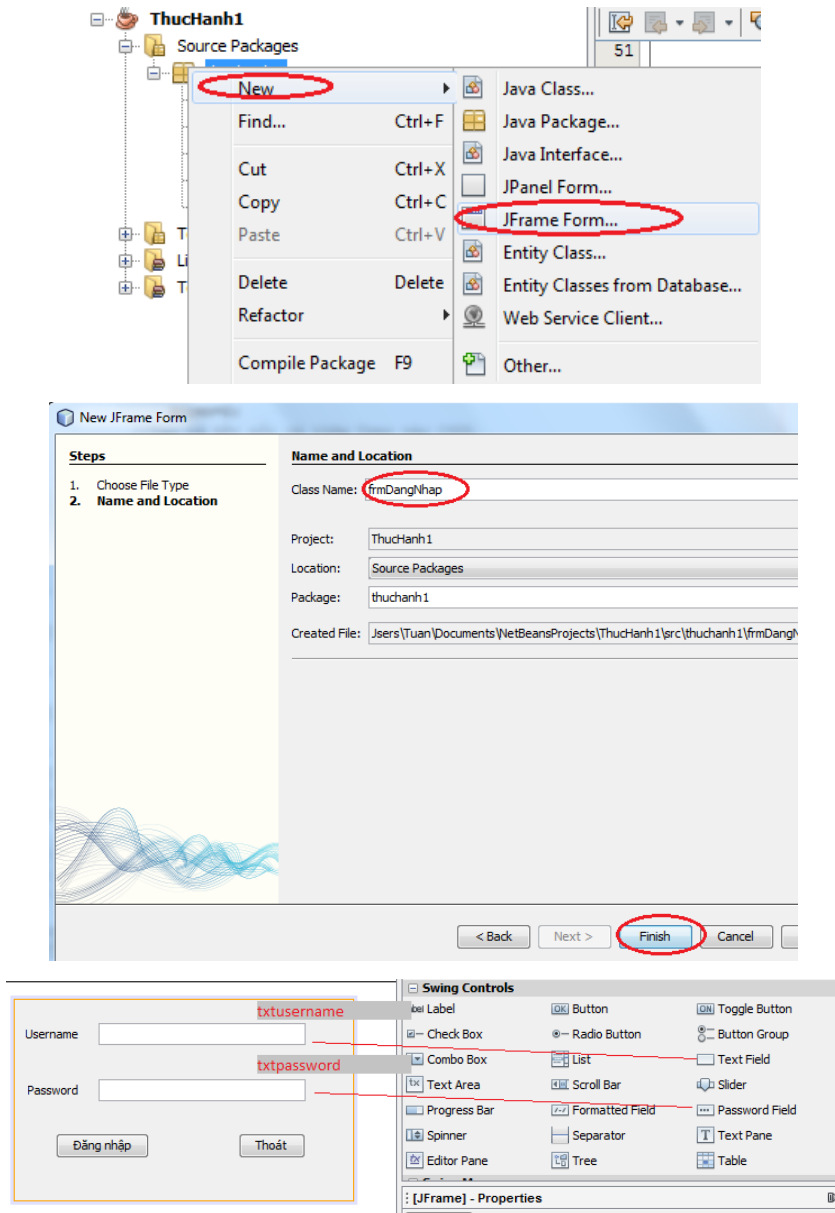 ThucHanh1
Source Packages
51
New
Find... Ctrl+F
Cut Ctrl+X
Copy Ctrl+C
Paste Ctrl+V
Delete Delete
Refactor
Compile Package F9
Java Class...
Java Package...
Java Interface...
JPanel Form...
JFrame Form...
Entity Class...
Entity Classes from Database...
Web Service Client...
Other...
T
Li
T
New JFrame Form
Steps
1. Choose File Type
2. Name and Location
Name and Location
Class Name: frmDangNhap
Project: ThucHanh1
Location: Source Packages
Package: thuchanh1
Created File: Jsers\Tuan\Documents\NetBeansProjects\ThucHanh1\src\thuchanh1\frmDangN
< Back Next > Finish Cancel
txtusername
Username
txtpassword
Password
Đăng nhập Thoát
Swing Controls
Label OK Button ON Toggle Button
Check Box Radio Button Button Group
Combo Box List Text Field
Text Area Scroll Bar Slider
Progress Bar Formatted Field Password Field
Spinner Separator T Text Pane
Editor Pane Tree Table
[JFrame] - Properties